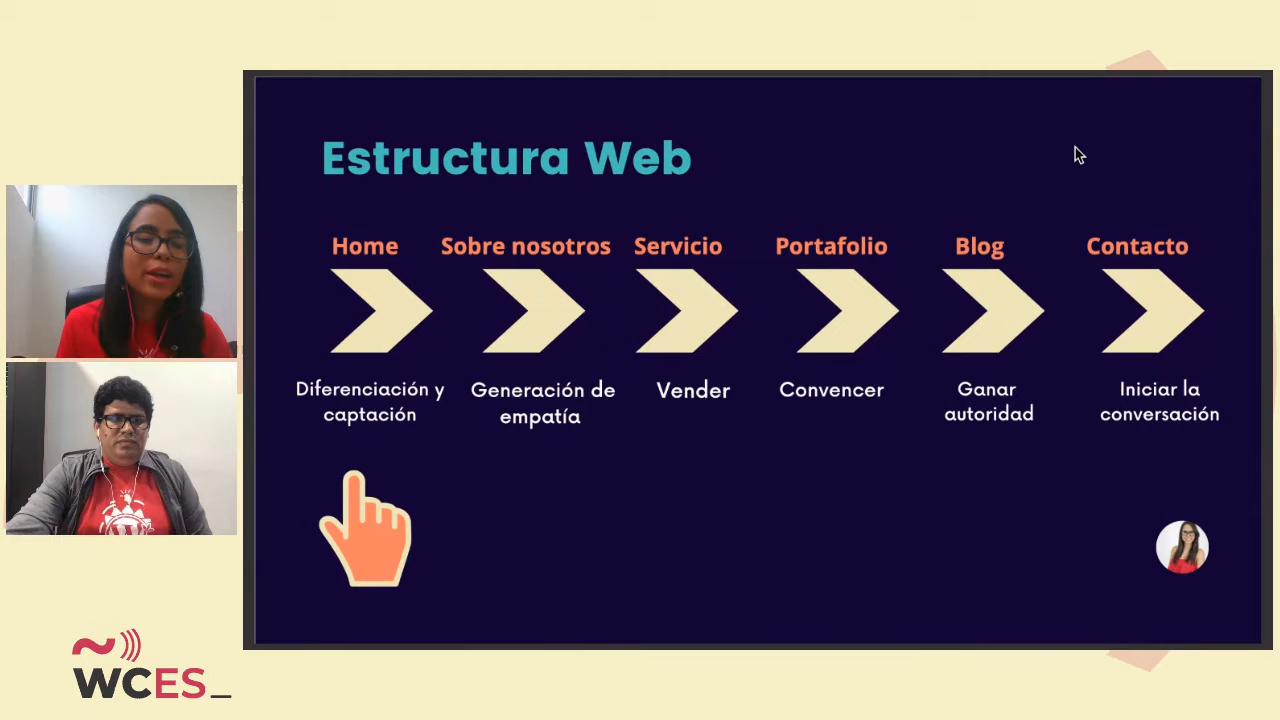 Estructura Web
Home
Sobre nosotros
Servicio
Portafolio
Blog
Contacto
Diferenciación y
captación
Generación de
empatía
Vender
Convencer
Ganar
autoridad
Iniciar la
conversación
WCES_